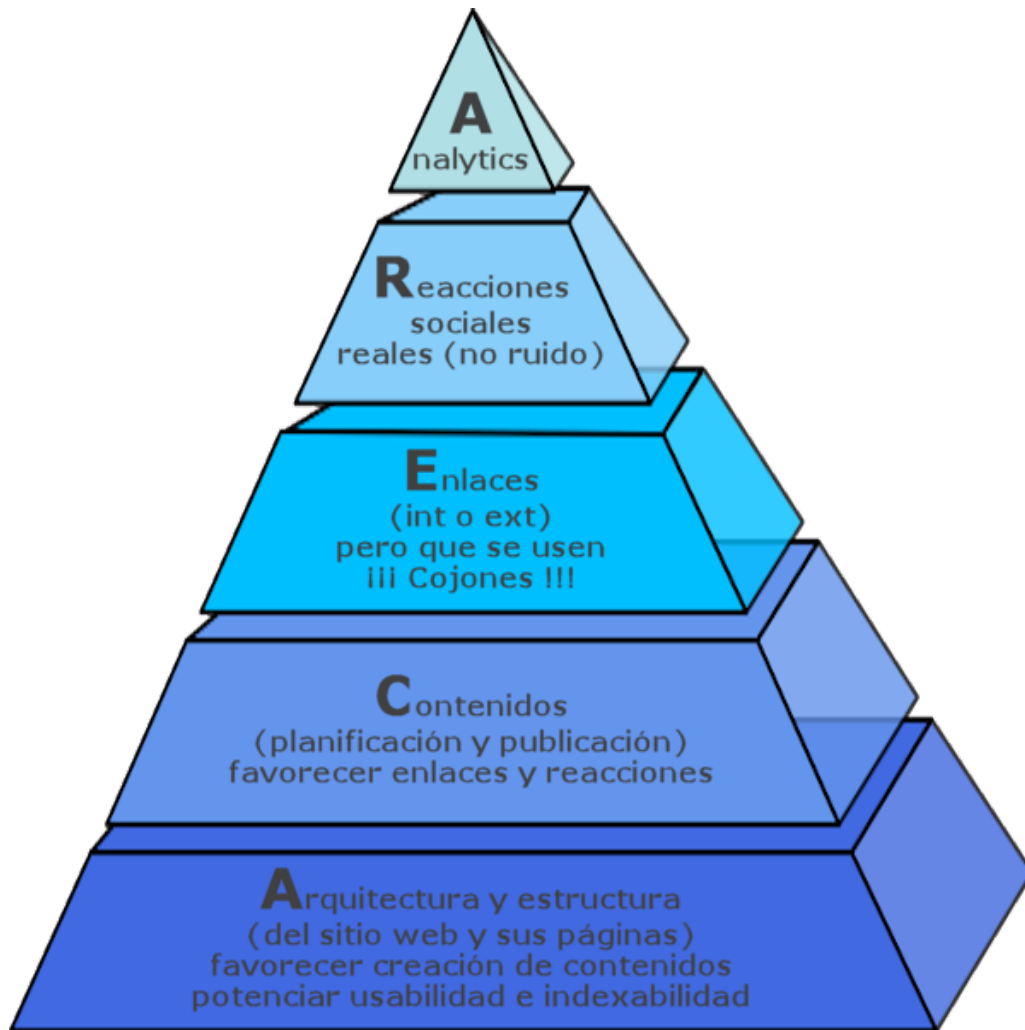 Analytics
Reacciones
sociales
reales (no ruido)
Enlaces
(int o ext)
pero que se usen
¡¡¡ Cojones !!!
Contenidos
(planificación y publicación)
favorecer enlaces y reacciones
Arquitectura y estructura
(del sitio web y sus páginas)
favorecer creación de contenidos
potenciar usabilidad e indexabilidad